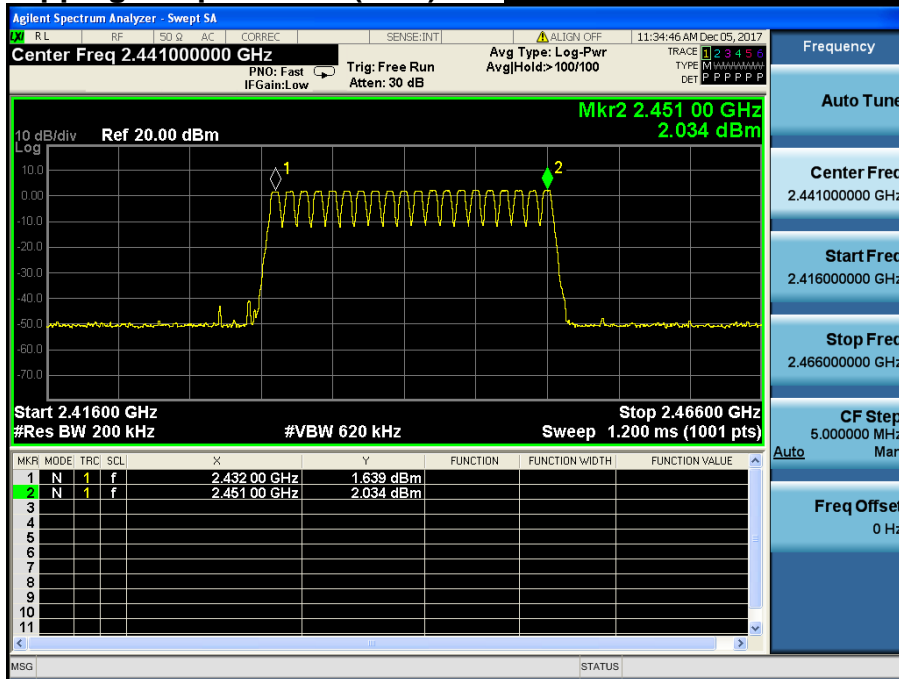 Agilent Spectrum Analyzer - Swept SA
LXI RL RF 50 Ω AC CORREC SENSE:INT ALIGN OFF 11:34:46 AM Dec 05, 2017
Center Freq 2.441000000 GHz
PNO: Fast
IFGain:Low
Trig: Free Run
Atten: 30 dB
Avg Type: Log-Pwr
Avg|Hold:> 100/100
TRACE 1 2 3 4 5 6
TYPE M WWWWW
DET P P P P P P
Mkr2 2.451 00 GHz
2.034 dBm
10 dB/div Ref 20.00 dBm
Log
10.0
0.00
-10.0
-20.0
-30.0
-40.0
-50.0
-60.0
-70.0
1
2
Start 2.41600 GHz Stop 2.46600 GHz
#Res BW 200 kHz #VBW 620 kHz Sweep 1.200 ms (1001 pts)
MKR MODE TRC SCL X Y FUNCTION FUNCTION WIDTH FUNCTION VALUE
1 N 1 f 2.432 00 GHz 1.639 dBm
2 N 1 f 2.451 00 GHz 2.034 dBm
3
4
5
6
7
8
9
10
11
MSG STATUS
Frequency
Auto Tune
Center Freq
2.441000000 GHz
Start Freq
2.416000000 GHz
Stop Freq
2.466000000 GHz
CF Step
5.000000 MHz
Auto Man
Freq Offset
0 Hz